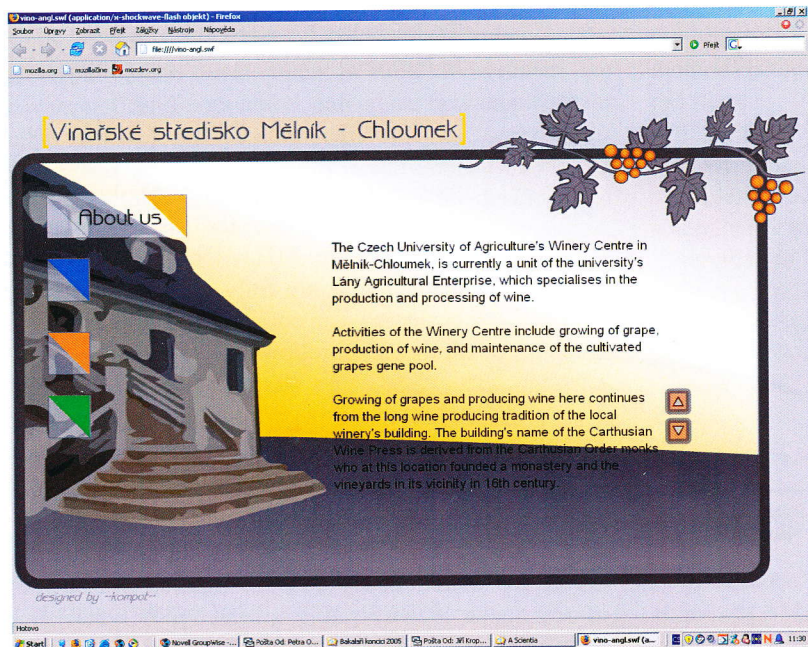 vino-angl.swf (application/x-shockwave-flash objekt) - Firefox
Soubor Úpravy Zobrazit Přejít Záložky Nástroje Nápověda
file:////vino-angl.swf
Přejít
mozilla.org mozillaZine mozdev.org
[Vinařské středisko Mělník - Chloumek]
About us
The Czech University of Agriculture's Winery Centre in
Mělník-Chloumek, is currently a unit of the university's
Lány Agricultural Enterprise, which specialises in the
production and processing of wine.
Activities of the Winery Centre include growing of grape,
production of wine, and maintenance of the cultivated
grapes gene pool.
Growing of grapes and producing wine here continues
from the long wine producing tradition of the local
winery's building. The building's name of the Carthusian
Wine Press is derived from the Carthusian Order monks
who at this location founded a monastery and the
vineyards in its vicinity in 16th century.
designed by ~kompot~
Hotovo
Start Novell GroupWise -... Pošta Od: Petra O... Bakaláři konci 2005 Pošta Od: Jiří Krop... A Scientia vino-angl.swf (a... 11:30